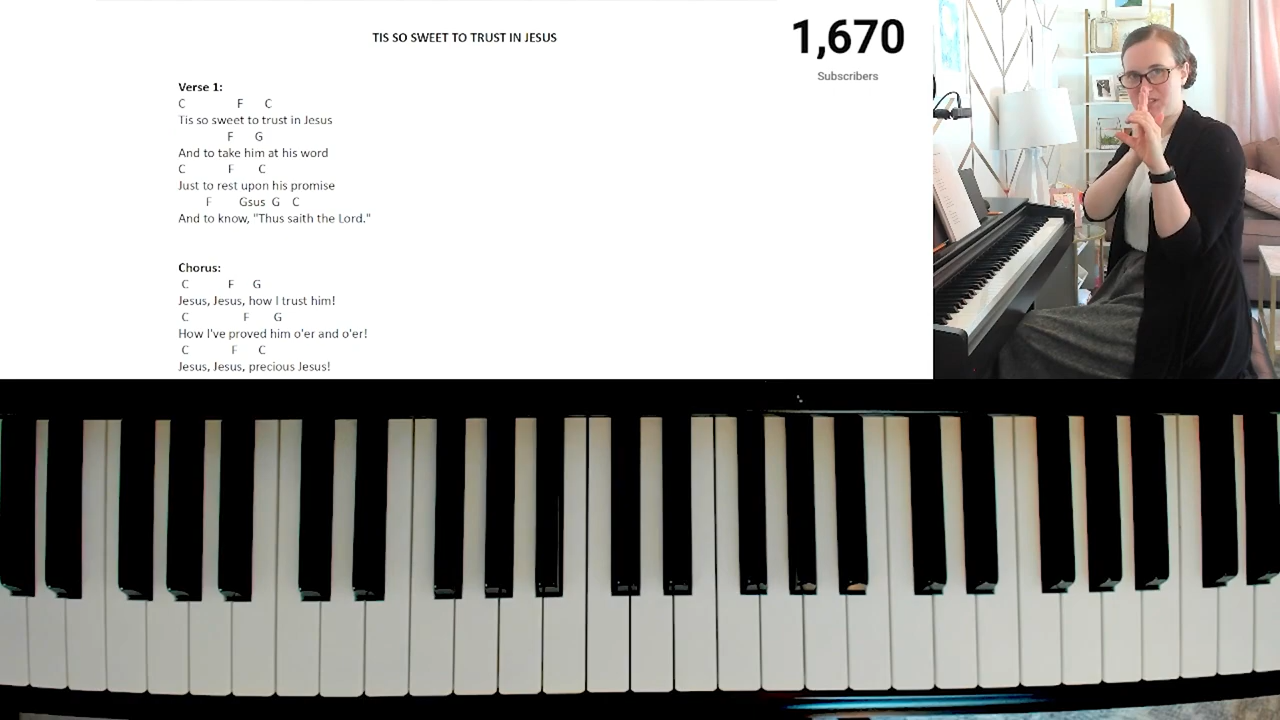 TIS SO SWEET TO TRUST IN JESUS
1,670
Subscribers
Verse 1:
C F C
Tis so sweet to trust in Jesus
F G
And to take him at his word
C F C
Just to rest upon his promise
F Gsus G C
And to know, "Thus saith the Lord."
Chorus:
C F G
Jesus, Jesus, how I trust him!
C F G
How I've proved him o'er and o'er!
C F C
Jesus, Jesus, precious Jesus!